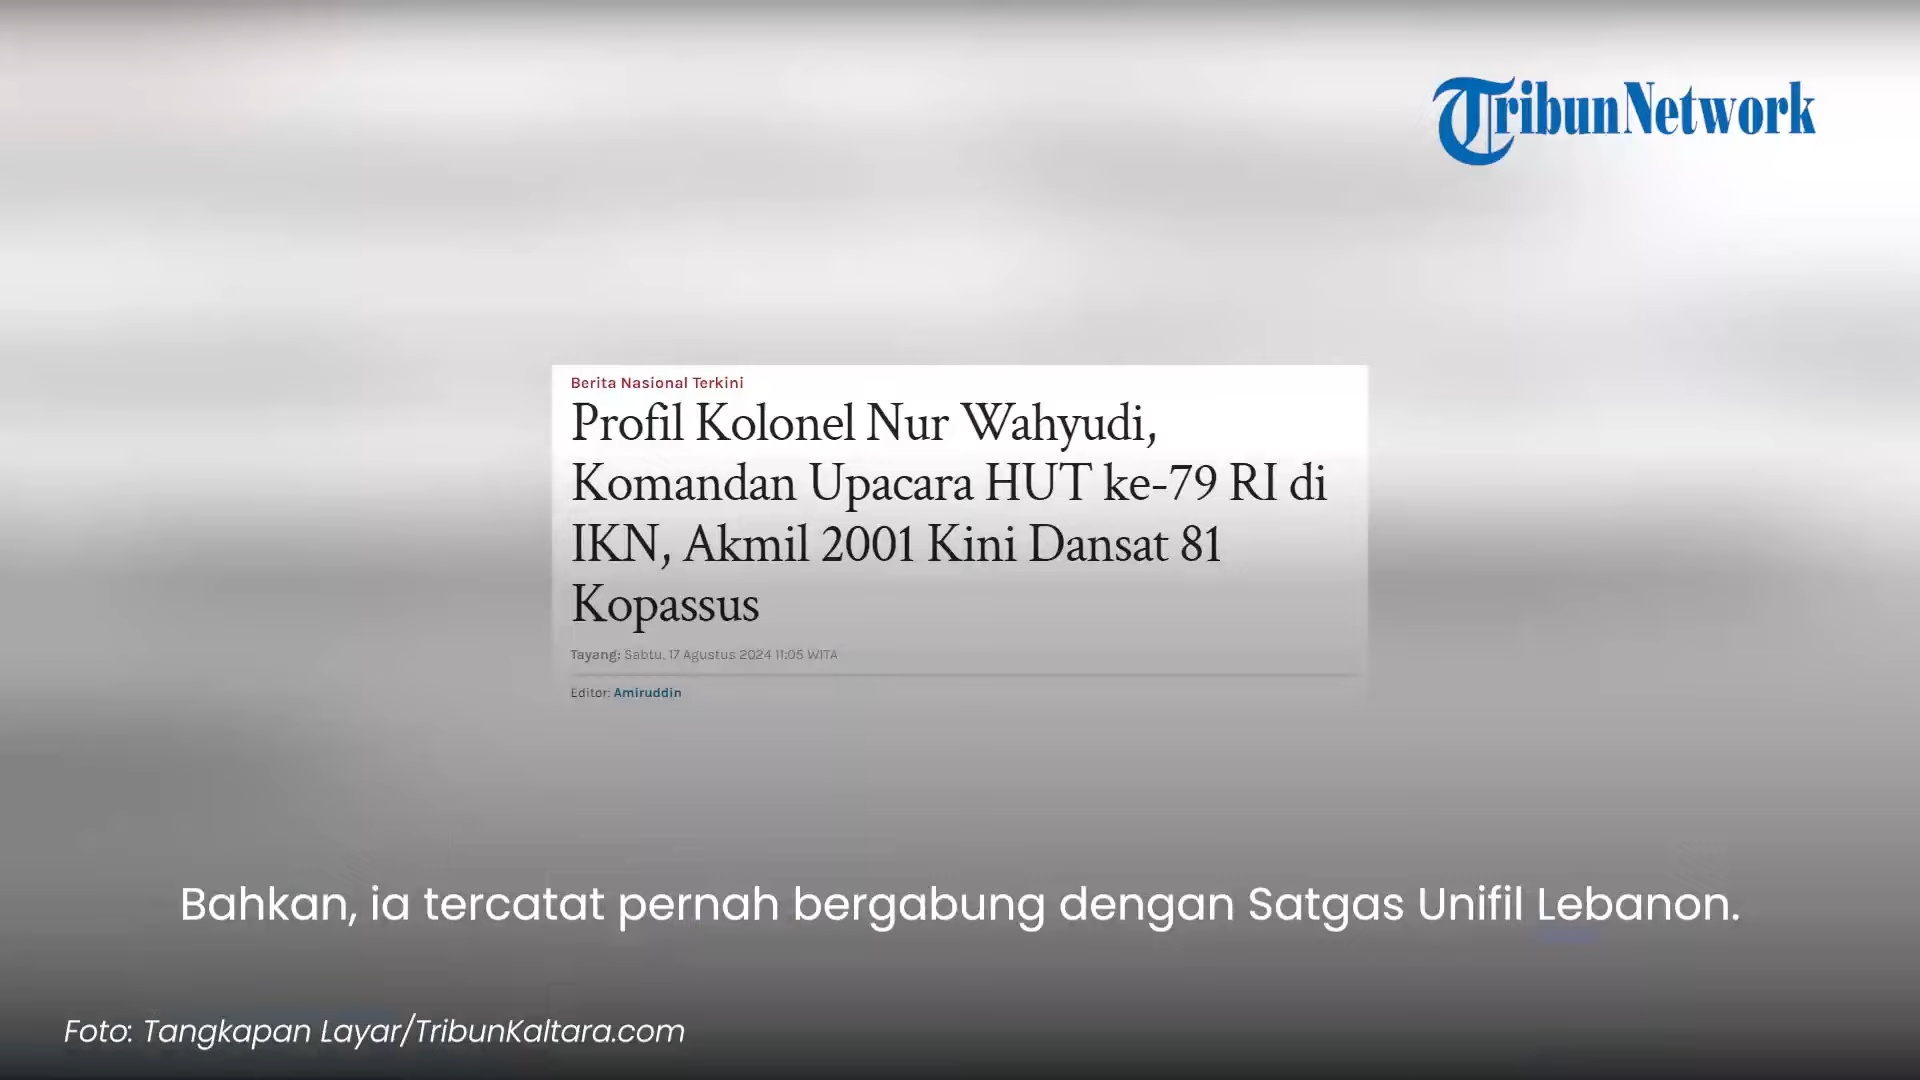 TribunNetwork
Berita Nasional Terkini
Profil Kolonel Nur Wahyudi,
Komandan Upacara HUT ke-79 RI di
IKN, Akmil 2001 Kini Dansat 81
Kopassus
Tayang: Sabtu, 17 Agustus 2024 11:05 WITA
Editor: Amiruddin
Bahkan, ia tercatat pernah bergabung dengan Satgas Unifil Lebanon.
Foto: Tangkapan Layar/TribunKaltara.com